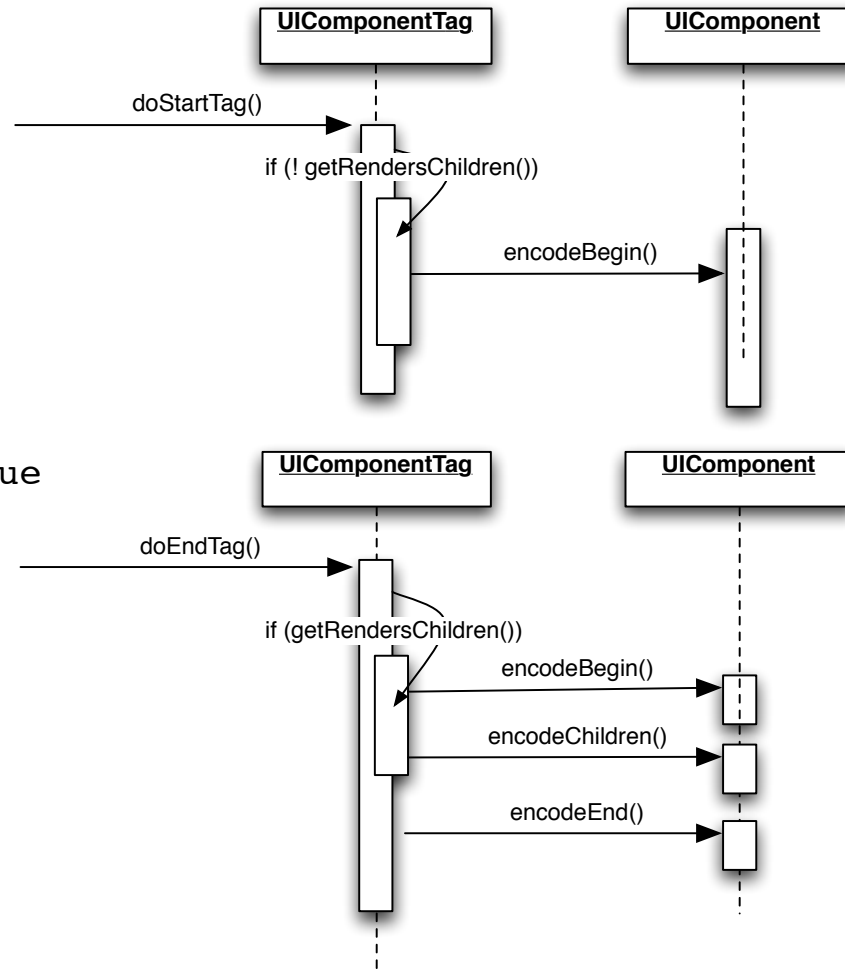 UIComponentTag
UIComponent
doStartTag()
if (! getRendersChildren())
encodeBegin()
ue
UIComponentTag
UIComponent
doEndTag()
if (getRendersChildren())
encodeBegin()
encodeChildren()
encodeEnd()